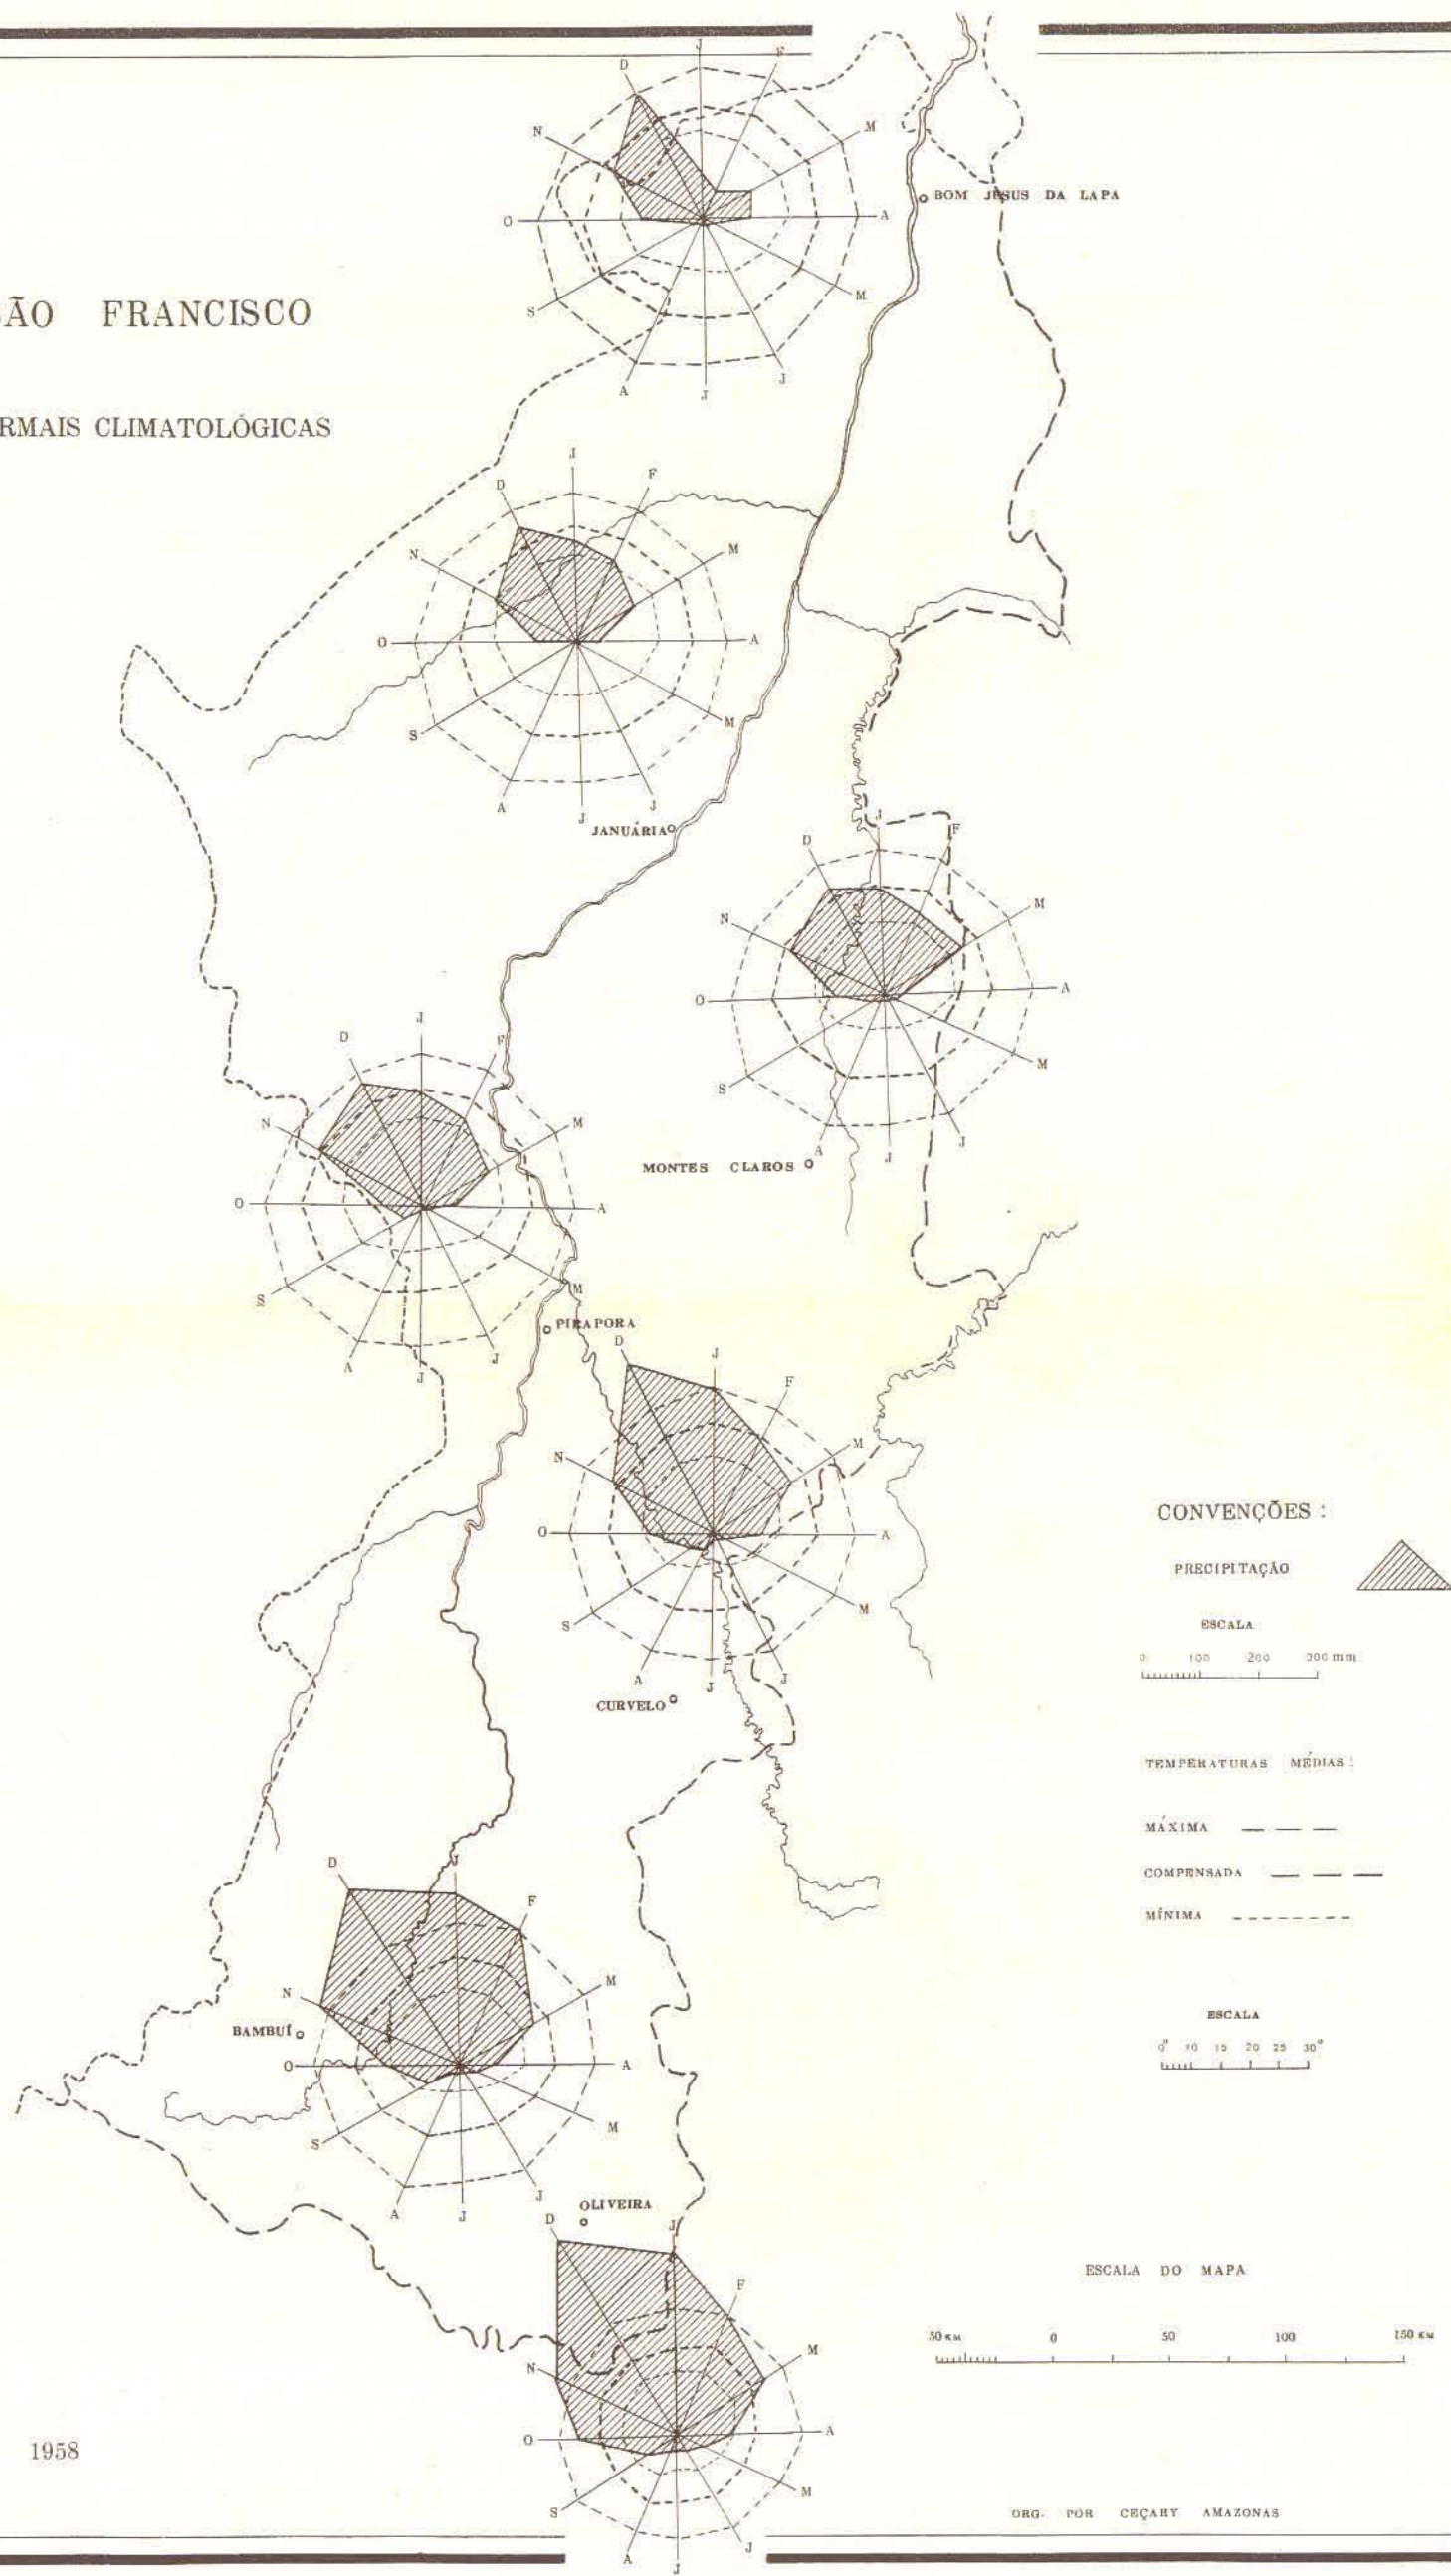 ÃO FRANCISCO
RMAIS CLIMATOLÓGICAS
J
F
M
A
M
J
J
A
S
O
N
D
BOM JESUS DA LAPA
J
F
M
A
M
J
J
A
S
O
N
D
JANUÁRIA
J
F
M
A
M
J
J
A
S
O
N
D
MONTES CLAROS
J
F
M
A
M
J
J
A
S
O
N
D
PIRAPORA
J
F
M
A
M
J
J
A
S
O
N
D
CURVELO
J
F
M
A
M
J
J
A
S
O
N
D
BAMBUÍ
OLIVEIRA
J
F
M
A
M
J
J
A
S
O
N
D
CONVENÇÕES :
PRECIPITAÇÃO
ESCALA
0 100 200 300 mm
TEMPERATURAS MÉDIAS :
MÁXIMA
COMPENSADA
MÍNIMA
ESCALA
0° 10 15 20 25 30°
ESCALA DO MAPA
50 KM 0 50 100 150 KM
1958
ORG. POR CEÇARY AMAZONAS